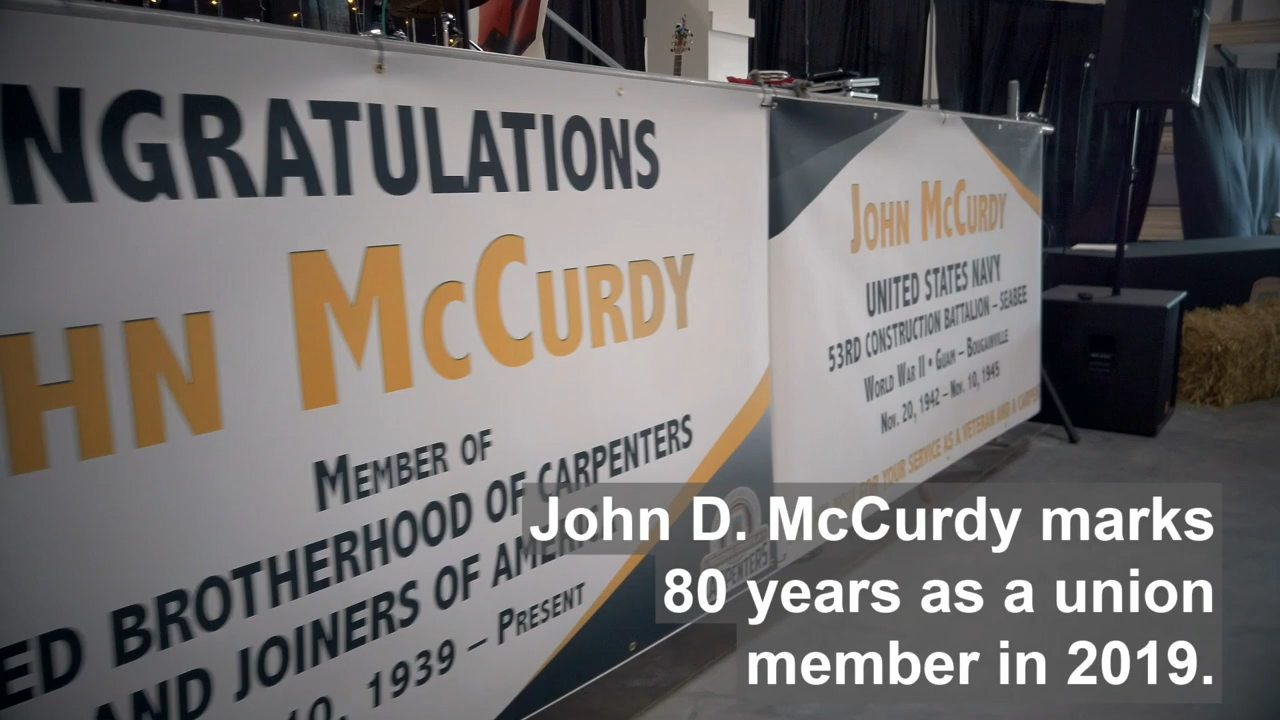 NGRATULATIONS
HN McCURDY
MEMBER OF
ED BROTHERHOOD OF CARPENTERS
AND JOINERS OF AMERIC
10, 1939 – PRESENT
JOHN McCURDY
UNITED STATES NAVY
53RD CONSTRUCTION BATTALION – SEABEE
WORLD WAR II • GUAM – BOUGAINVILLE
NOV. 20, 1942 – NOV. 10, 1945
FOR YOUR SERVICE AS A VETERAN AND A CARPE
John D. McCurdy marks
80 years as a union
member in 2019.